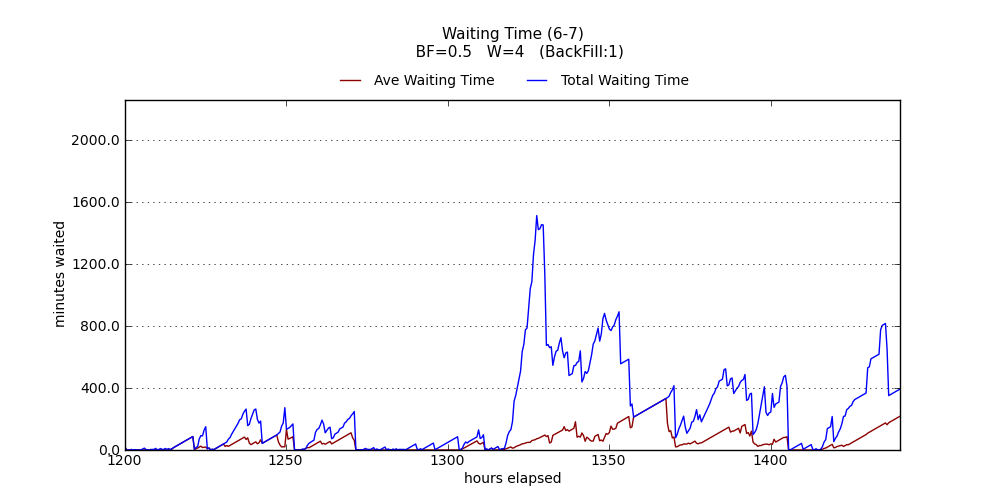 Waiting Time (6-7)
BF=0.5 W=4 (BackFill:1)
Ave Waiting Time Total Waiting Time
2000.0
1600.0
1200.0
800.0
400.0
0.0
minutes waited
1200 1250 1300 1350 1400
hours elapsed